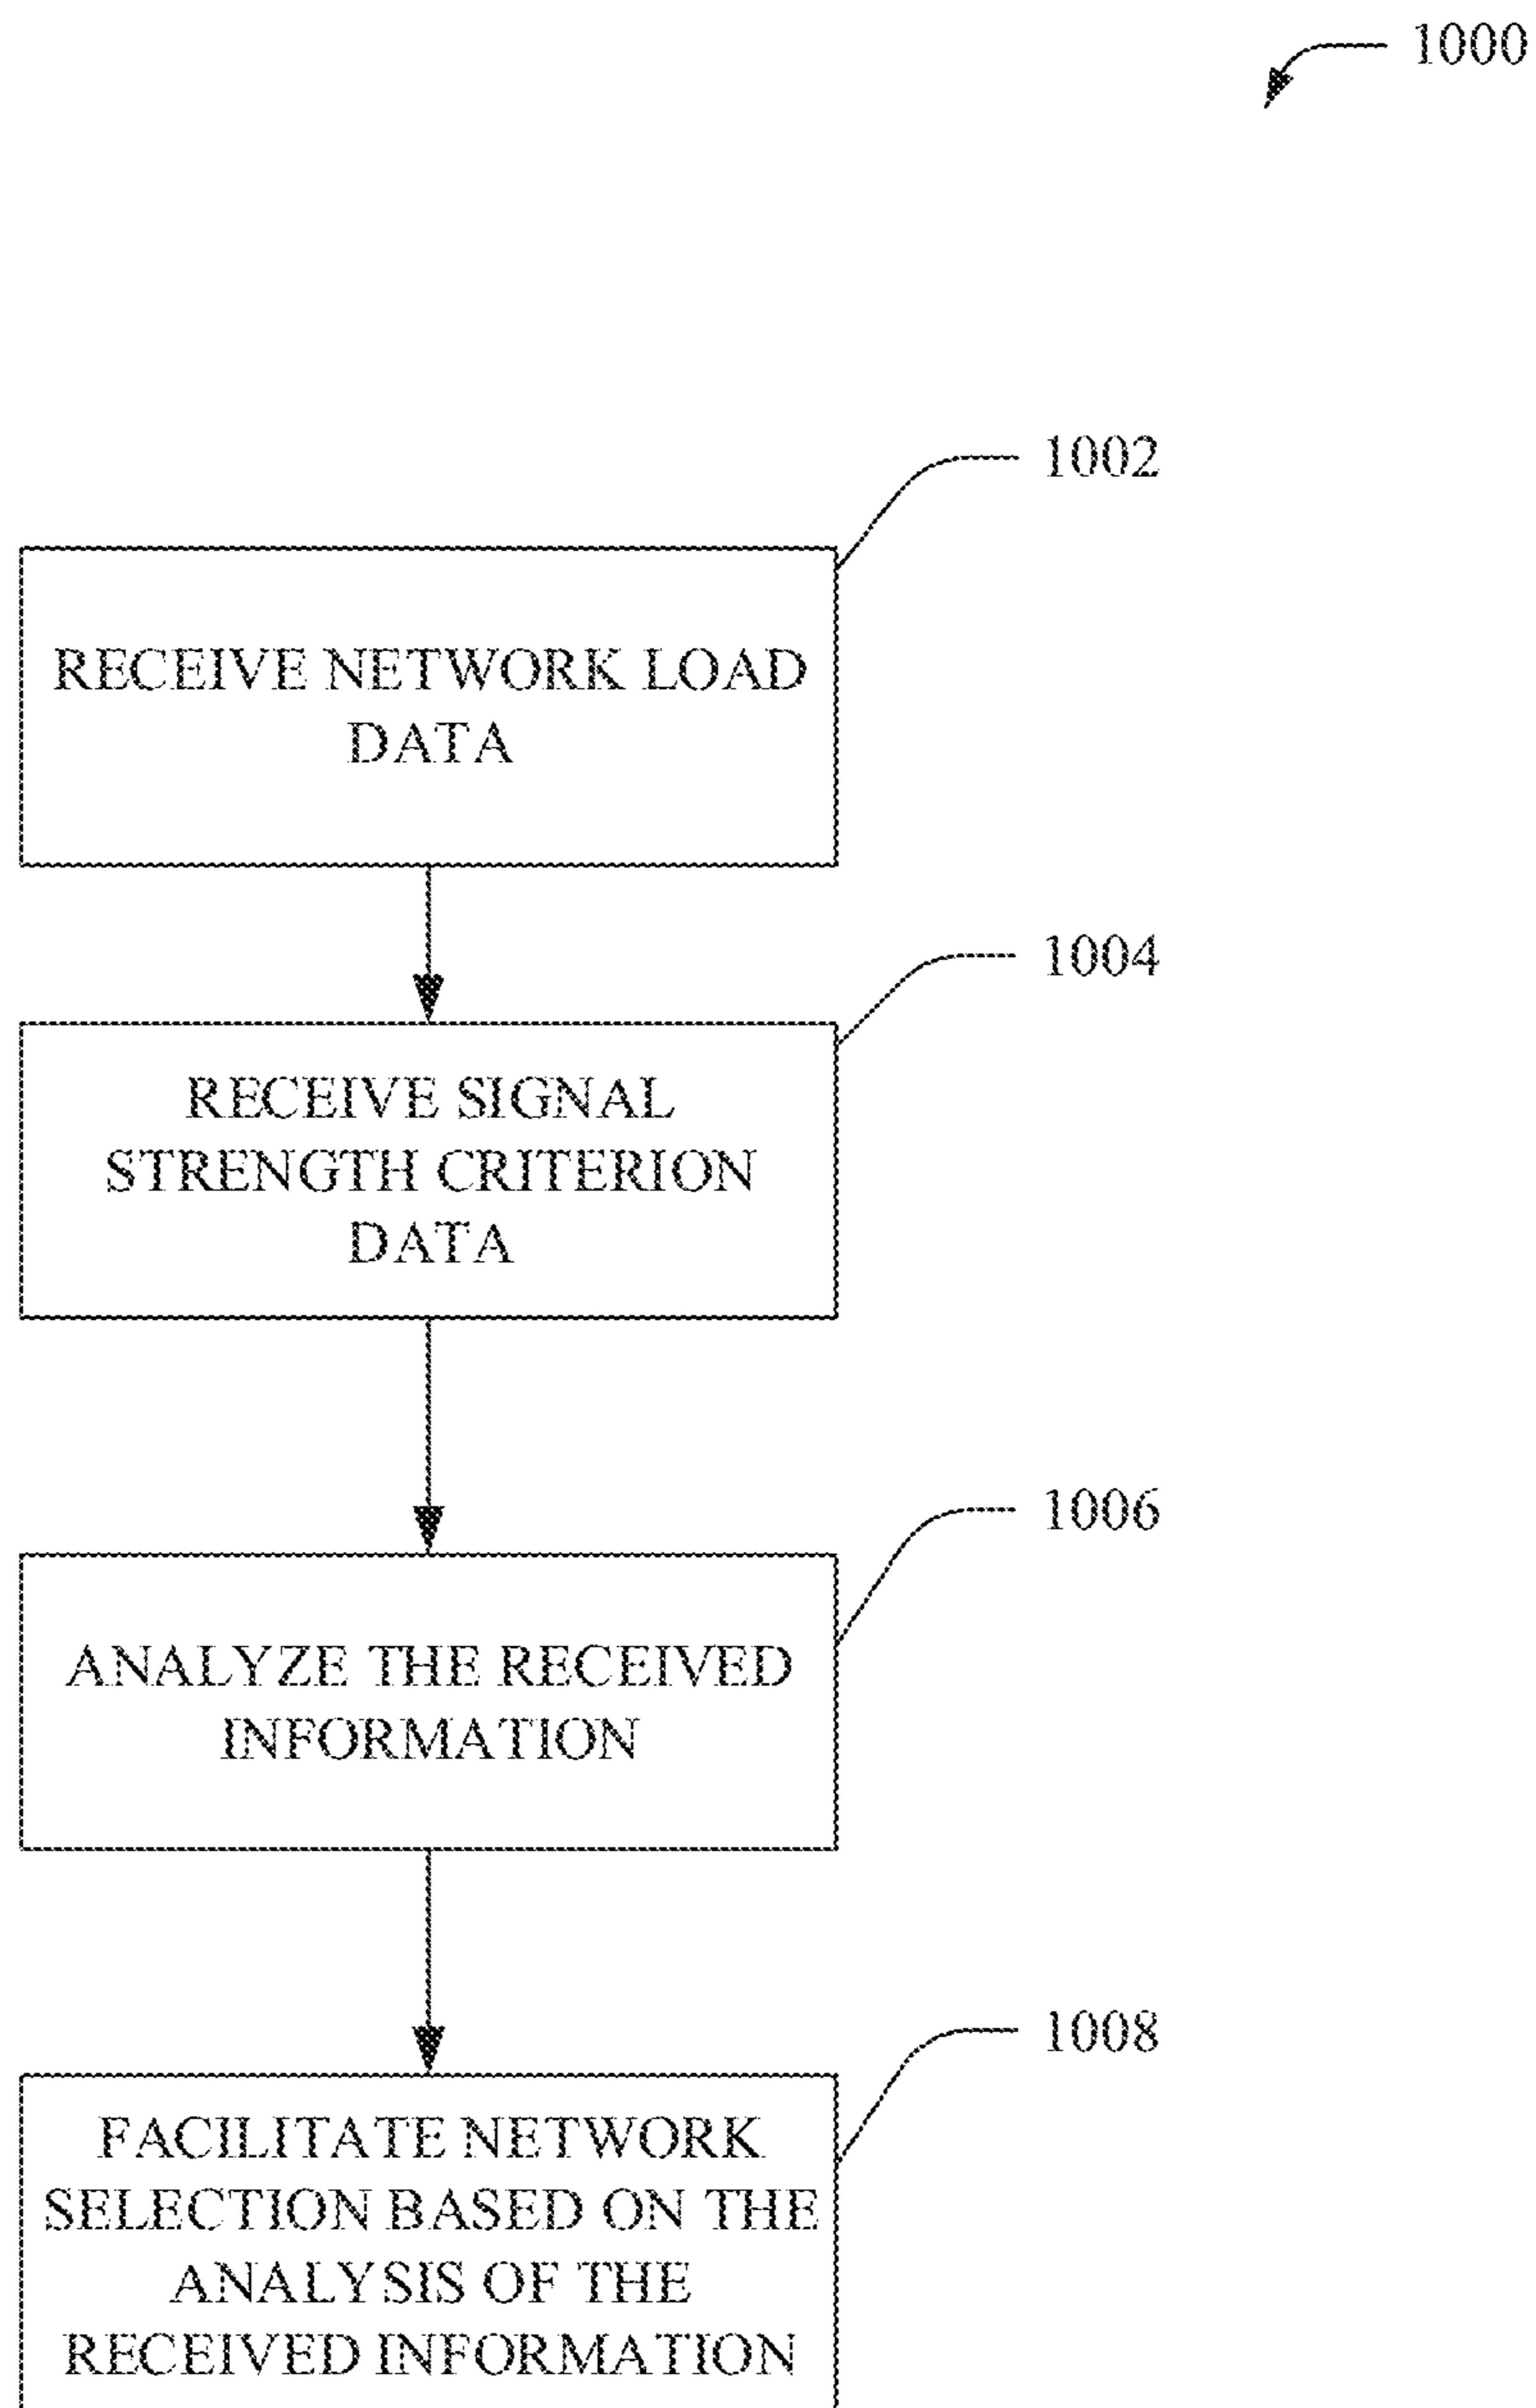 1000
1002
RECEIVE NETWORK LOAD
DATA
1004
RECEIVE SIGNAL
STRENGTH CRITERION
DATA
1006
ANALYZE THE RECEIVED
INFORMATION
1008
FACILITATE NETWORK
SELECTION BASED ON THE
ANALYSIS OF THE
RECEIVED INFORMATION